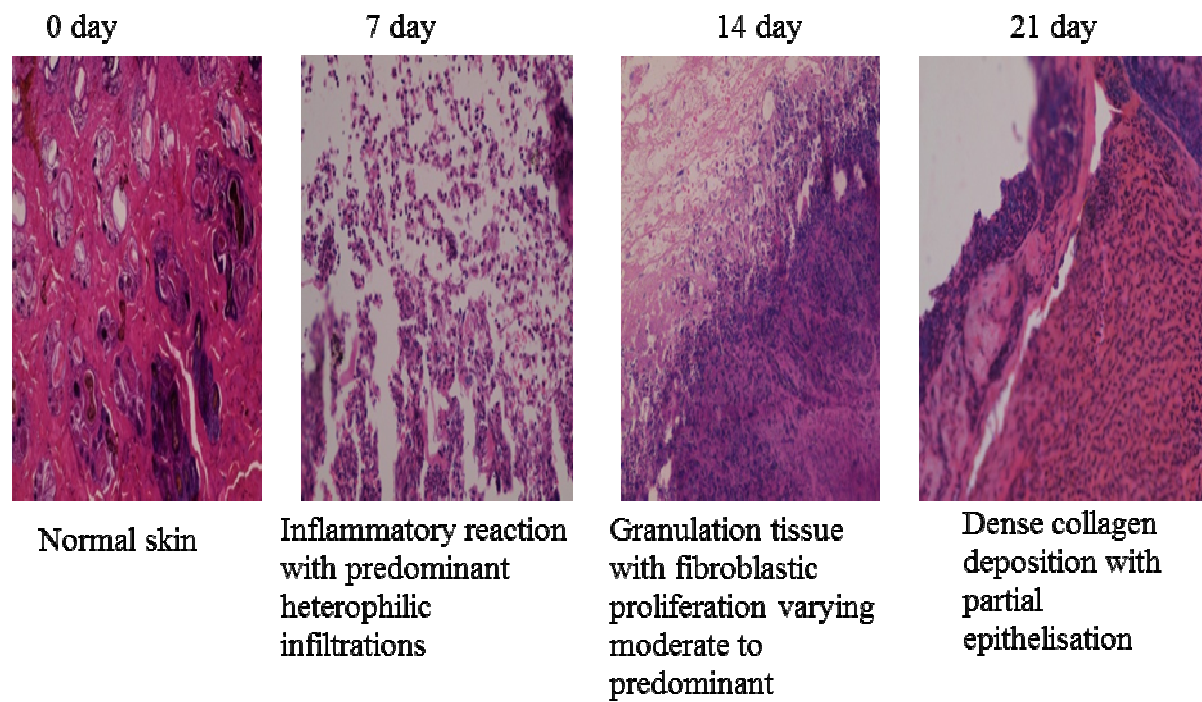 0 day
7 day
14 day
21 day
Normal skin
Inflammatory reaction
with predominant
heterophilic
infiltrations
Granulation tissue
with fibroblastic
proliferation varying
moderate to
predominant
Dense collagen
deposition with
partial
epithelisation